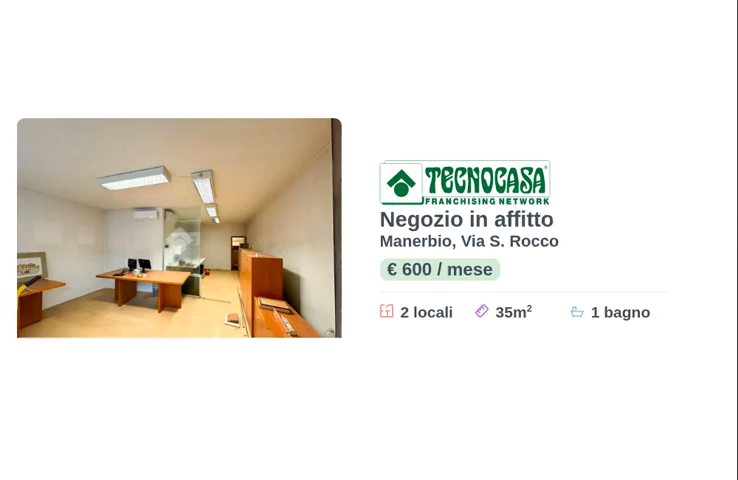 TECNOCASA
FRANCHISING NETWORK
Negozio in affitto
Manerbio, Via S. Rocco
€ 600 / mese
2 locali
35m²
1 bagno